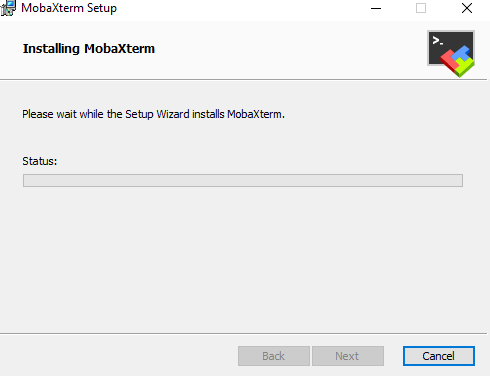 MobaXterm Setup
Installing MobaXterm
>.
Please wait while the Setup Wizard installs MobaXterm.
Status:
Back
Next
Cancel